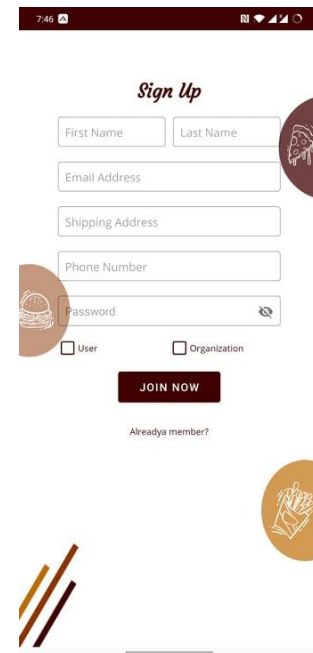 7:46
Sign Up
First Name Last Name
Email Address
Shipping Address
Phone Number
Password
User Organization
JOIN NOW
Alreadya member?